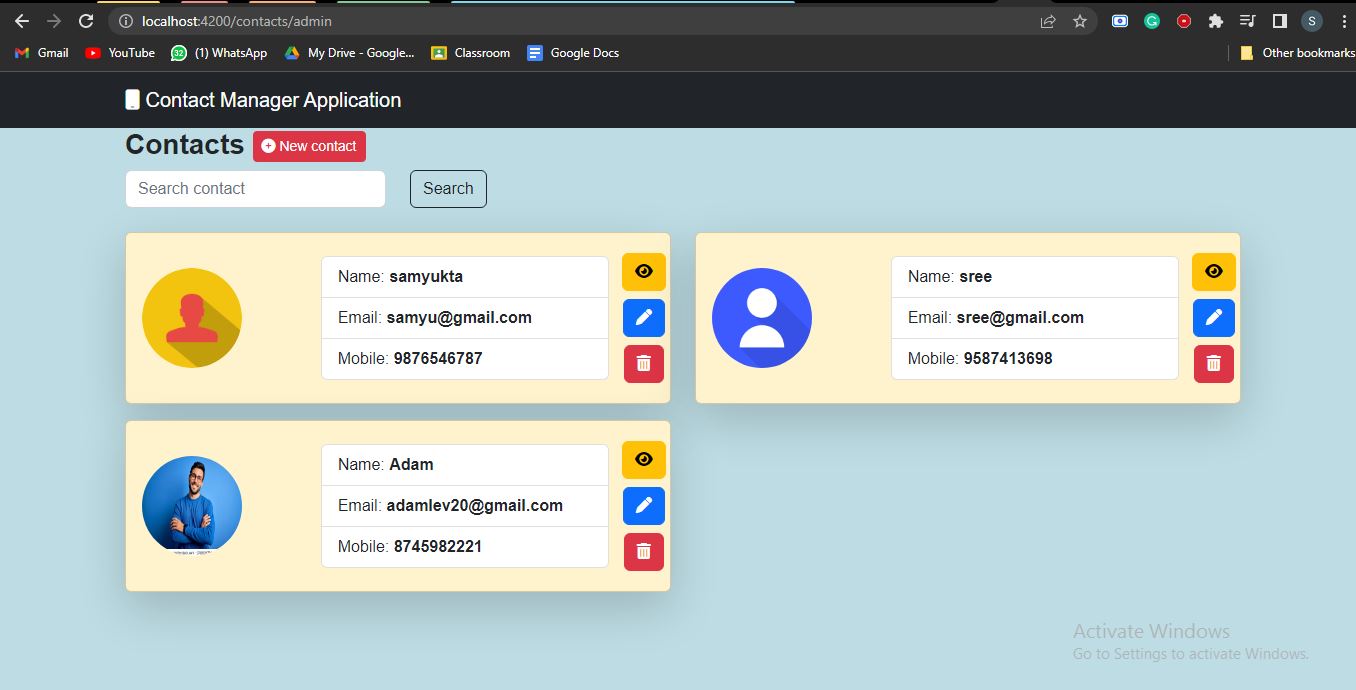 localhost:4200/contacts/admin
S
Gmail YouTube 32 (1) WhatsApp My Drive - Google... Classroom Google Docs Other bookmarks
Contact Manager Application
Contacts New contact
Search contact Search
Name: samyukta
Email: samyu@gmail.com
Mobile: 9876546787
Name: sree
Email: sree@gmail.com
Mobile: 9587413698
Name: Adam
Email: adamlev20@gmail.com
Mobile: 8745982221
Activate Windows
Go to Settings to activate Windows.